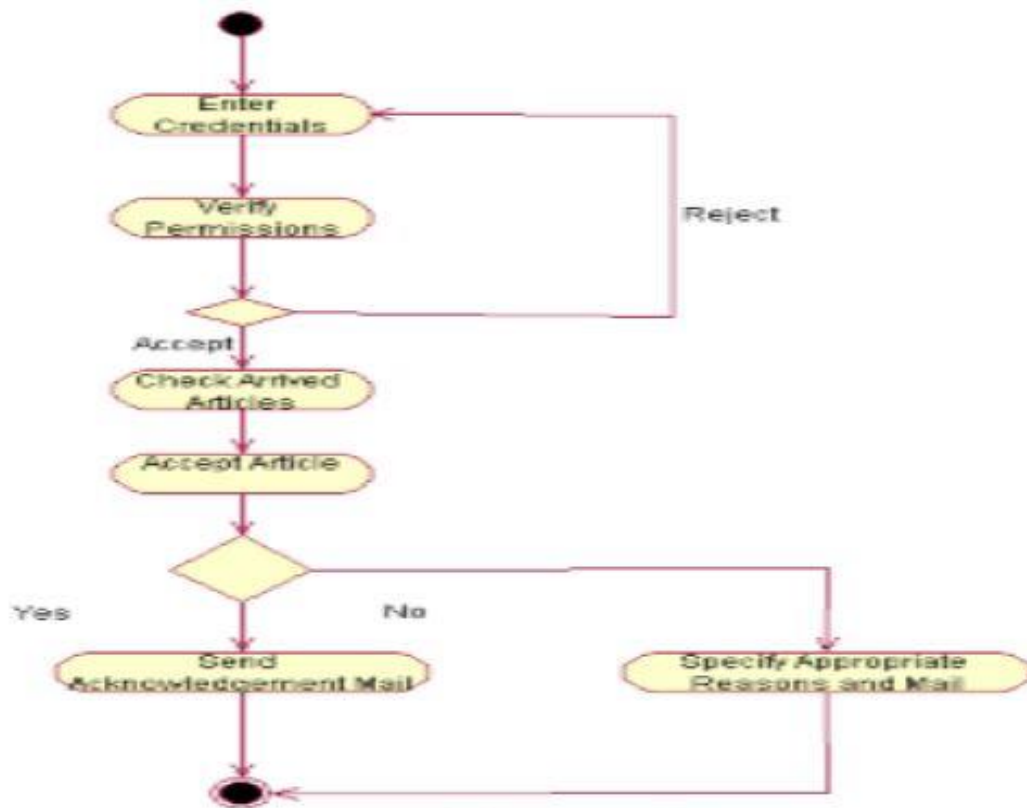 Enter
Credentials
Verify
Permissions
Reject
Accept
Check Arrived
Articles
Accept Article
Yes
No
Send
Acknowledgement Mail
Specify Appropriate
Reasons and Mail